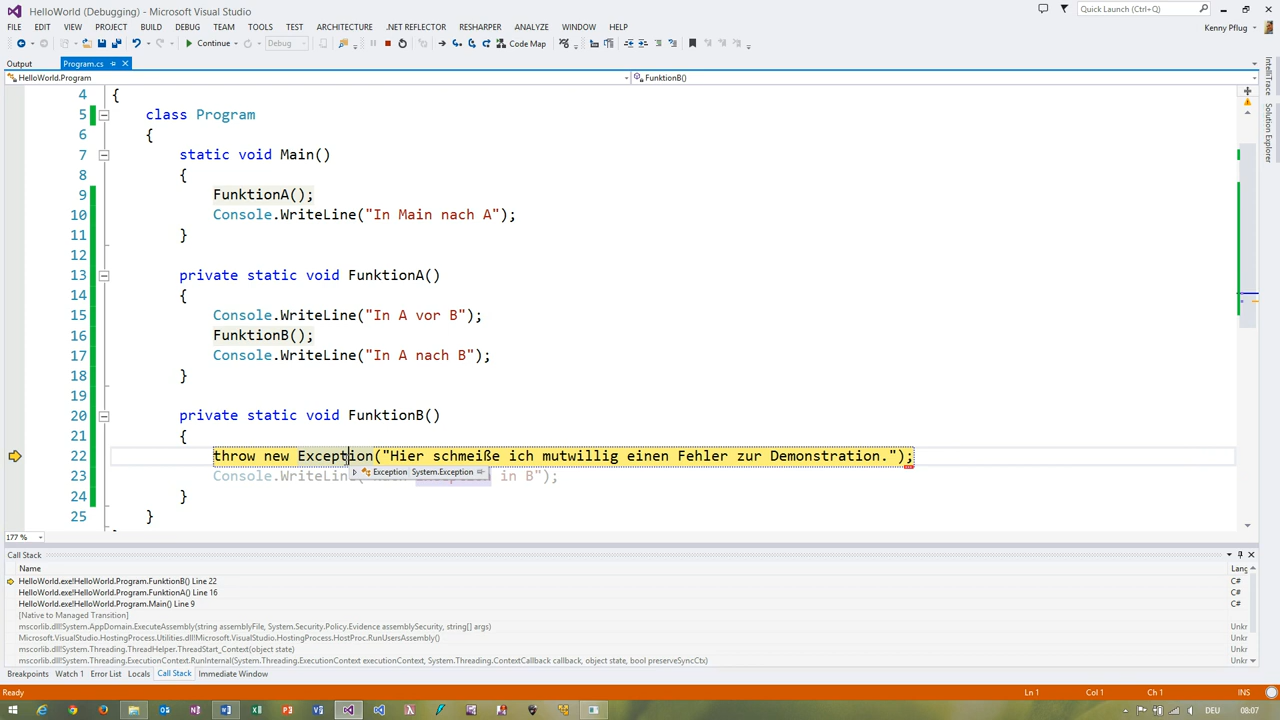 HelloWorld (Debugging) - Microsoft Visual Studio
Quick Launch (Ctrl+Q)
FILE EDIT VIEW PROJECT BUILD DEBUG TEAM TOOLS TEST ARCHITECTURE .NET REFLECTOR RESHARPER ANALYZE WINDOW HELP
Kenny Pflug
Continue Debug Code Map
Output Program.cs
HelloWorld.Program FunktionB()
4 {
5 class Program
6 {
7 static void Main()
8 {
9 FunktionA();
10 Console.WriteLine("In Main nach A");
11 }
12
13 private static void FunktionA()
14 {
15 Console.WriteLine("In A vor B");
16 FunktionB();
17 Console.WriteLine("In A nach B");
18 }
19
20 private static void FunktionB()
21 {
22 throw new Exception("Hier schmeiße ich mutwillig einen Fehler zur Demonstration.");
Exception System.Exception
23 Console.WriteLine in B");
24 }
25 }
IntelliTrace
Solution Explorer
177 %
Call Stack
Name Lang
HelloWorld.exe!HelloWorld.Program.FunktionB() Line 22 C#
HelloWorld.exe!HelloWorld.Program.FunktionA() Line 16 C#
HelloWorld.exe!HelloWorld.Program.Main() Line 9 C#
[Native to Managed Transition]
mscorlib.dll!System.AppDomain.ExecuteAssembly(string assemblyFile, System.Security.Policy.Evidence assemblySecurity, string[] args) Unkr
Microsoft.VisualStudio.HostingProcess.Utilities.dll!Microsoft.VisualStudio.HostingProcess.HostProc.RunUsersAssembly() Unkr
mscorlib.dll!System.Threading.ThreadHelper.ThreadStart_Context(object state) Unkr
mscorlib.dll!System.Threading.ExecutionContext.RunInternal(System.Threading.ExecutionContext executionContext, System.Threading.ContextCallback callback, object state, bool preserveSyncCtx) Unkr
Breakpoints Watch 1 Error List Locals Call Stack Immediate Window
Ready Ln 1 Col 1 Ch 1 INS
DEU 08:07